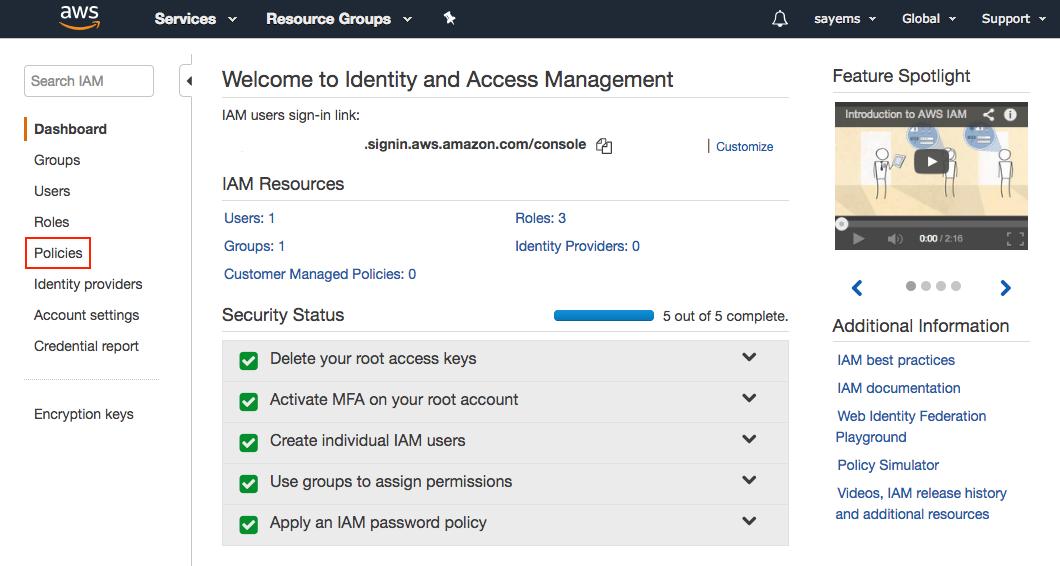 aws
Services
Resource Groups
sayems
Global
Support
Search IAM
Dashboard
Groups
Users
Roles
Policies
Identity providers
Account settings
Credential report
Encryption keys
Welcome to Identity and Access Management
IAM users sign-in link:
.signin.aws.amazon.com/console
Customize
IAM Resources
Users: 1
Roles: 3
Groups: 1
Identity Providers: 0
Customer Managed Policies: 0
Security Status
5 out of 5 complete.
Delete your root access keys
Activate MFA on your root account
Create individual IAM users
Use groups to assign permissions
Apply an IAM password policy
Feature Spotlight
Introduction to AWS IAM
0:00 / 2:16
Additional Information
IAM best practices
IAM documentation
Web Identity Federation
Playground
Policy Simulator
Videos, IAM release history
and additional resources